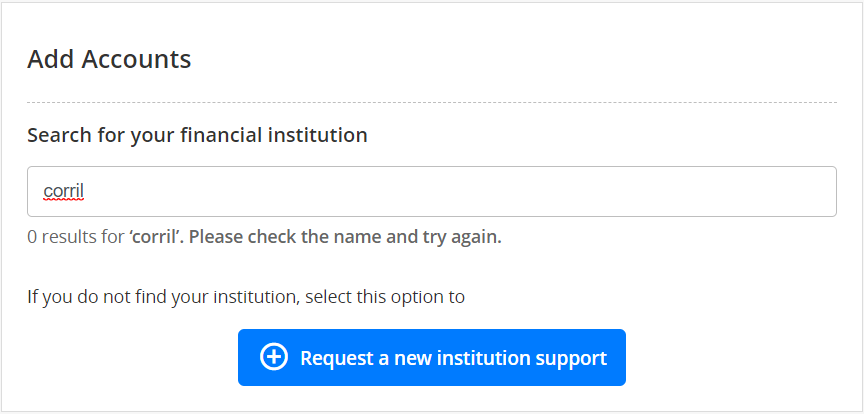 Add Accounts
Search for your financial institution
corril
0 results for ‘corril’. Please check the name and try again.
If you do not find your institution, select this option to
Request a new institution support